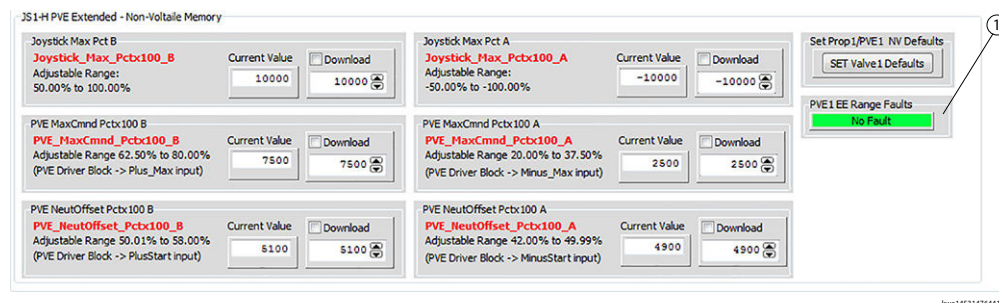 JS1-H PVE Extended - Non-Voltaile Memory
Joystick Max Pct B
Joystick_Max_Pctx100_B
Adjustable Range:
50.00% to 100.00%
Current Value
10000
Download
10000
Joystick Max Pct A
Joystick_Max_Pctx100_A
Adjustable Range:
-50.00% to -100.00%
Current Value
-10000
Download
-10000
Set Prop1/PVE1 NV Defaults
SET Valve1 Defaults
1
PVE1 EE Range Faults
No Fault
PVE MaxCmnd Pctx100 B
PVE_MaxCmnd_Pctx100_B
Adjustable Range 62.50% to 80.00%
(PVE Driver Block -> Plus_Max input)
Current Value
7500
Download
7500
PVE MaxCmnd Pctx100 A
PVE_MaxCmnd_Pctx100_A
Adjustable Range 20.00% to 37.50%
(PVE Driver Block -> Minus_Max input)
Current Value
2500
Download
2500
PVE NeutOffset Pctx100 B
PVE_NeutOffset_Pctx100_B
Adjustable Range 50.01% to 58.00%
(PVE Driver Block -> PlusStart input)
Current Value
5100
Download
5100
PVE NeutOffset Pctx100 A
PVE_NeutOffset_Pctx100_A
Adjustable Range 42.00% to 49.99%
(PVE Driver Block -> MinusStart input)
Current Value
4900
Download
4900